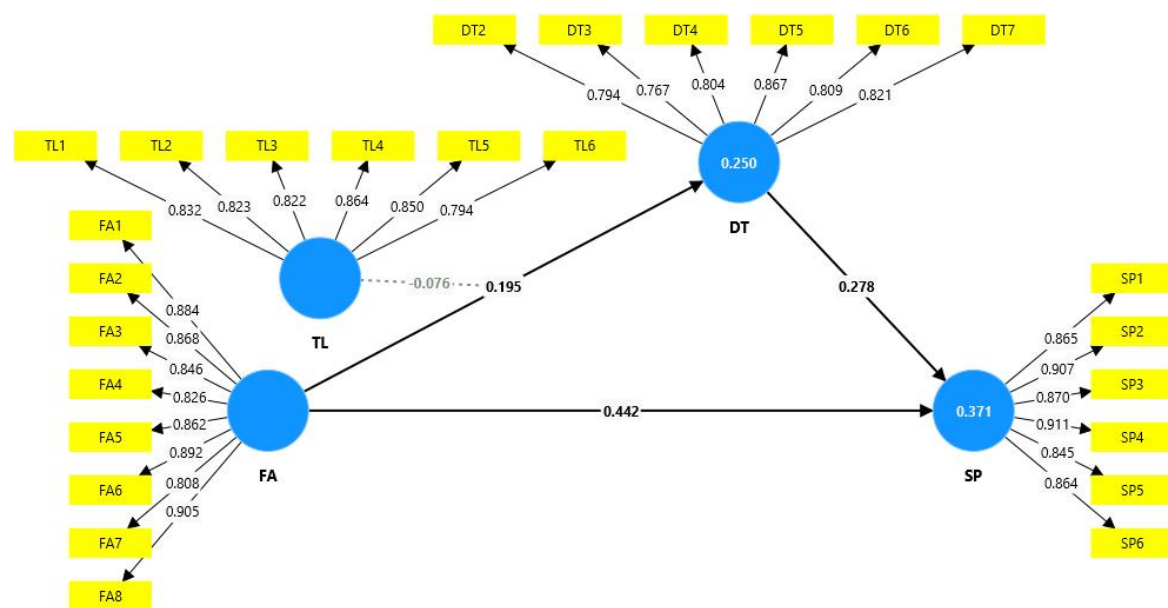 DT2 DT3 DT4 DT5 DT6 DT7
0.794 0.767 0.804 0.867 0.809 0.821
TL1 TL2 TL3 TL4 TL5 TL6
0.832 0.823 0.822 0.864 0.850 0.794
0.250
DT
FA1
FA2
FA3
FA4
FA5
FA6
FA7
FA8
0.884
0.868
0.846
0.826
0.862
0.892
0.808
0.905
-0.076
TL
0.195
0.278
FA
0.442
0.371
SP
0.865
0.907
0.870
0.911
0.845
0.864
SP1
SP2
SP3
SP4
SP5
SP6